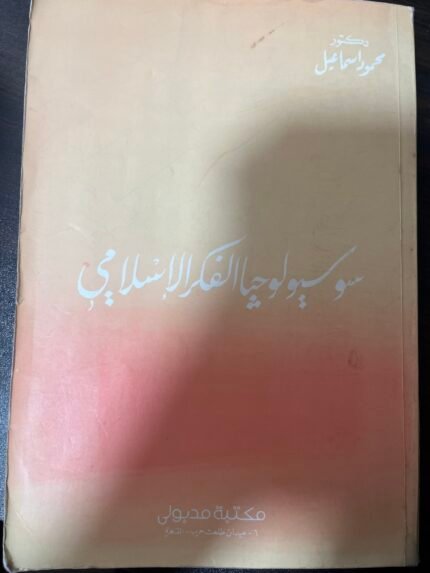 دكتور
محمود اسماعيل
سوسيولوجيا الفكر الإسلامي
مكتبة مدبولى
٦ ميدان طلعت حرب - القاهرة